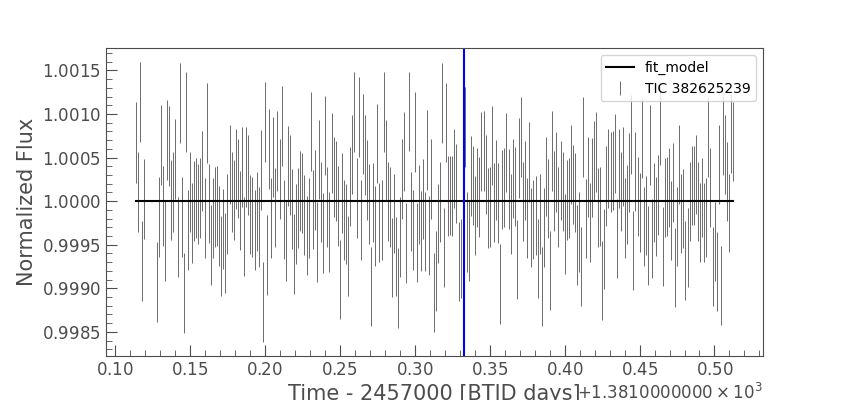 fit_model
TIC 382625239
Normalized Flux
1.0015
1.0010
1.0005
1.0000
0.9995
0.9990
0.9985
0.10 0.15 0.20 0.25 0.30 0.35 0.40 0.45 0.50
Time - 2457000 [BTJD days]
+1.3810000000 × 10³